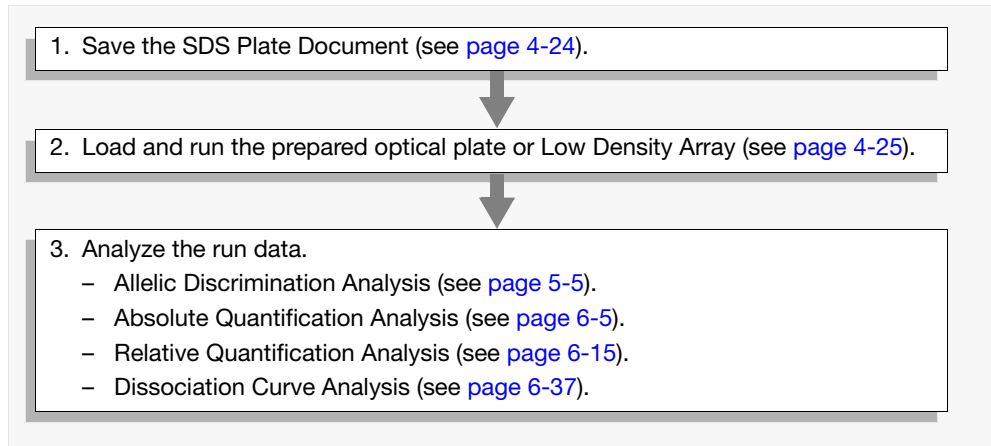 1. Save the SDS Plate Document (see page 4-24).
2. Load and run the prepared optical plate or Low Density Array (see page 4-25).
3. Analyze the run data.
– Allelic Discrimination Analysis (see page 5-5).
– Absolute Quantification Analysis (see page 6-5).
– Relative Quantification Analysis (see page 6-15).
– Dissociation Curve Analysis (see page 6-37).